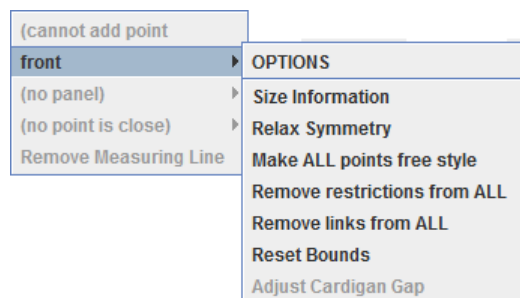 (cannot add point
front
(no panel)
(no point is close)
Remove Measuring Line
OPTIONS
Size Information
Relax Symmetry
Make ALL points free style
Remove restrictions from ALL
Remove links from ALL
Reset Bounds
Adjust Cardigan Gap